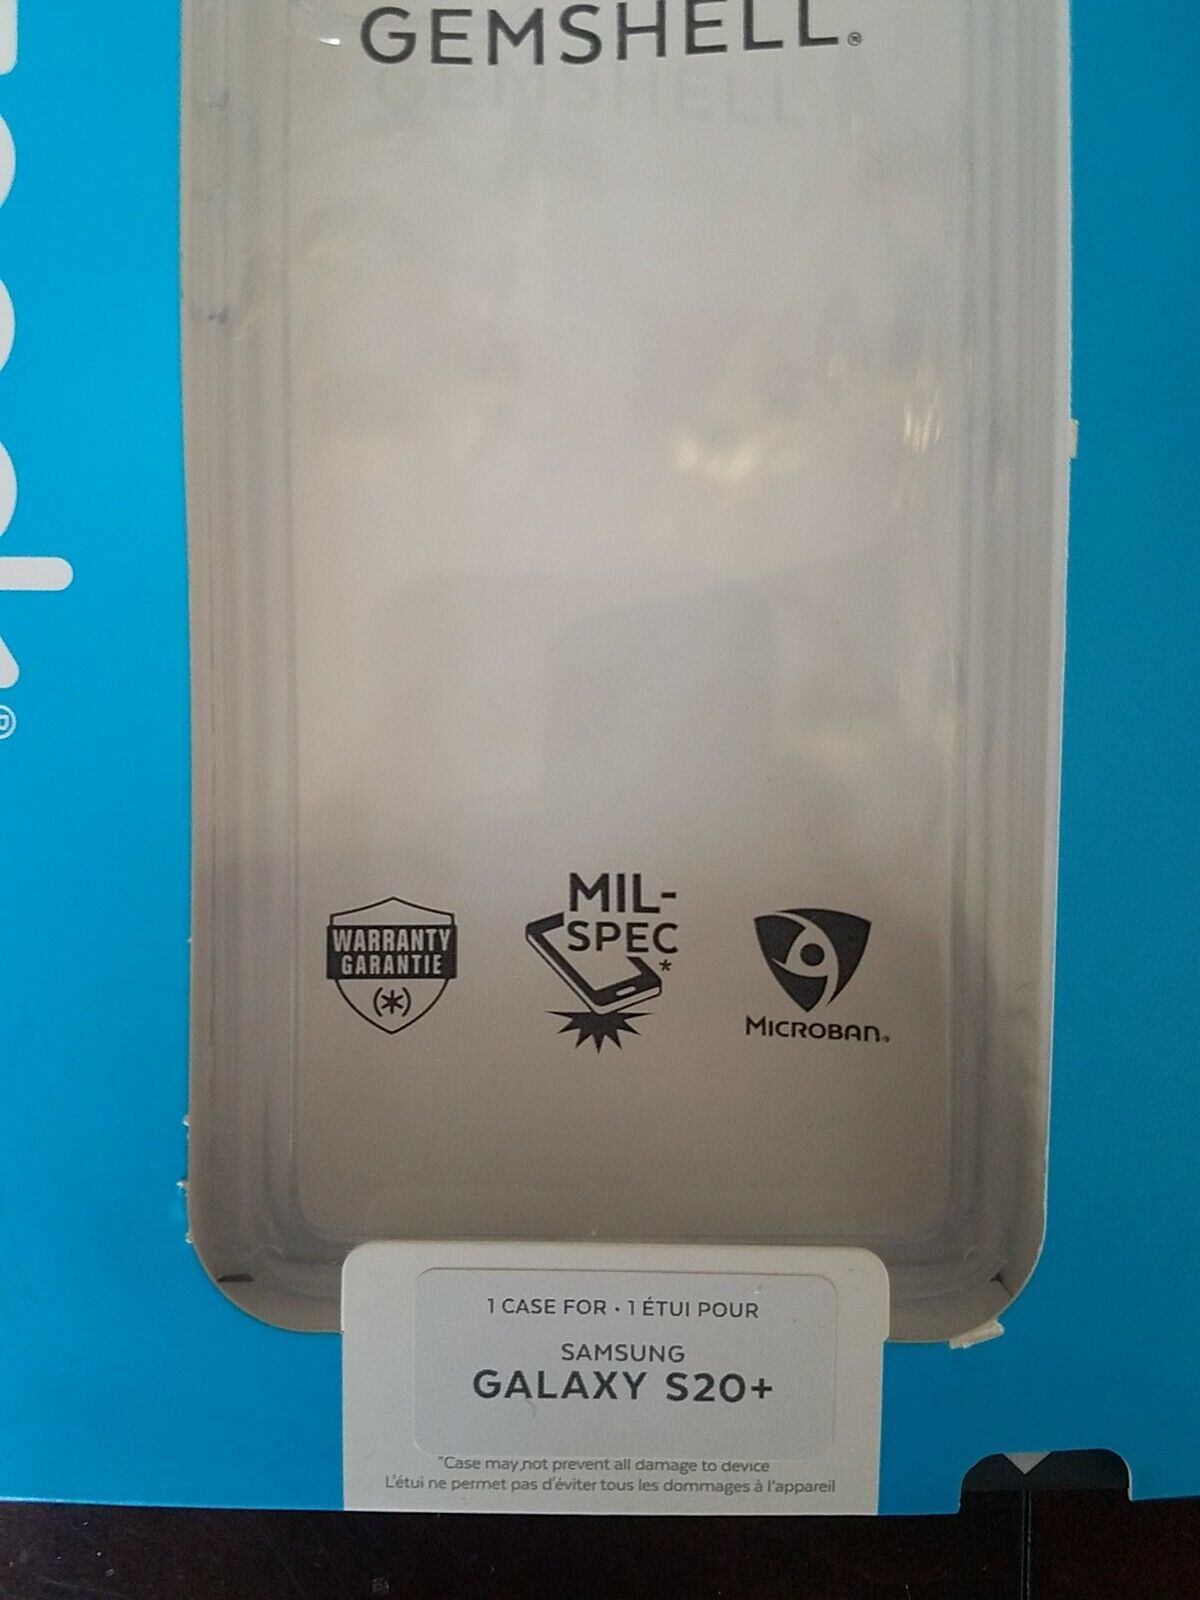 GEMSHELL®
WARRANTY
GARANTIE
(*)
MIL-
SPEC
*
MICROBAN®
1 CASE FOR · 1 ÉTUI POUR
SAMSUNG
GALAXY S20+
*Case may not prevent all damage to device
L'étui ne permet pas d'éviter tous les dommages à l'appareil